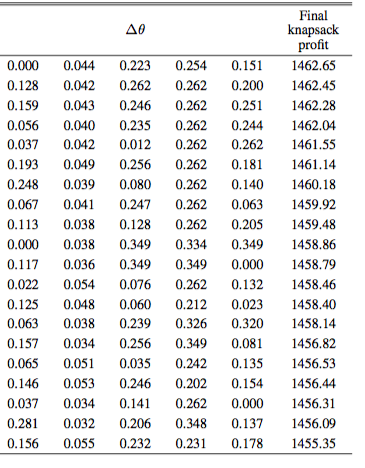 Final
Δθ knapsack
profit
0.000 0.044 0.223 0.254 0.151 1462.65
0.128 0.042 0.262 0.262 0.200 1462.45
0.159 0.043 0.246 0.262 0.251 1462.28
0.056 0.040 0.235 0.262 0.244 1462.04
0.037 0.042 0.012 0.262 0.262 1461.55
0.193 0.049 0.256 0.262 0.181 1461.14
0.248 0.039 0.080 0.262 0.140 1460.18
0.067 0.041 0.247 0.262 0.063 1459.92
0.113 0.038 0.128 0.262 0.205 1459.48
0.000 0.038 0.349 0.334 0.349 1458.86
0.117 0.036 0.349 0.349 0.000 1458.79
0.022 0.054 0.076 0.262 0.132 1458.46
0.125 0.048 0.060 0.212 0.023 1458.40
0.063 0.038 0.239 0.326 0.320 1458.14
0.157 0.034 0.256 0.349 0.081 1456.82
0.065 0.051 0.035 0.242 0.135 1456.53
0.146 0.053 0.246 0.202 0.154 1456.44
0.037 0.034 0.141 0.262 0.000 1456.31
0.281 0.032 0.206 0.348 0.137 1456.09
0.156 0.055 0.232 0.231 0.178 1455.35